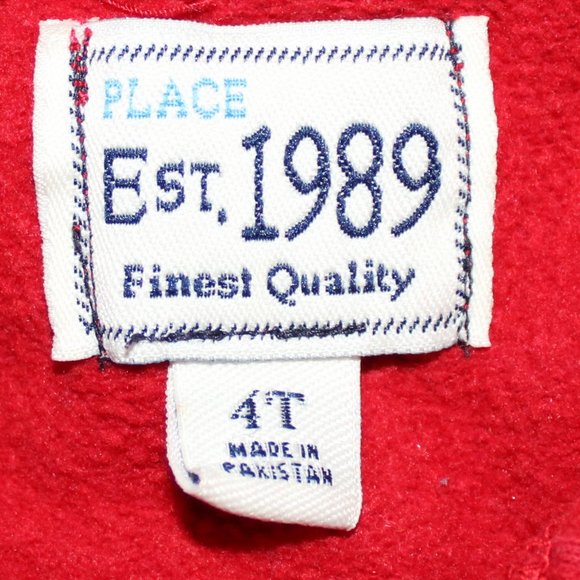 PLACE
EST. 1989
Finest Quality
4T
MADE IN
PAKISTAN